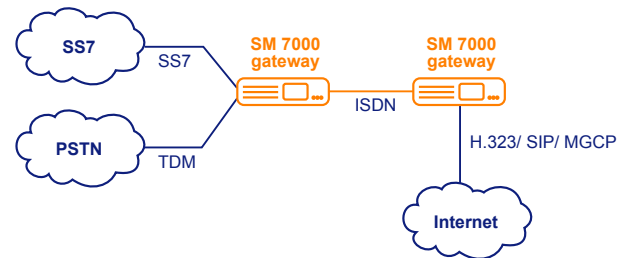 SS7
SS7
SM 7000
gateway
SM 7000
gateway
ISDN
PSTN
TDM
H.323/ SIP/ MGCP
Internet